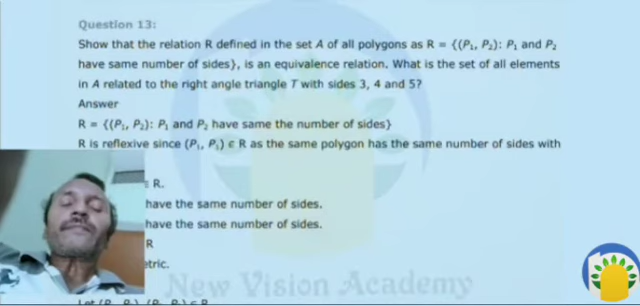 Question 13:
Show that the relation R defined in the set A of all polygons as R = {(P₁, P₂): P₁ and P₂
have same number of sides}, is an equivalence relation. What is the set of all elements
in A related to the right angle triangle T with sides 3, 4 and 5?
Answer
R = {(P₁, P₂): P₁ and P₂ have same the number of sides}
R is reflexive since (P₁, P₁) ∈ R as the same polygon has the same number of sides with
∈ R.
have the same number of sides.
have the same number of sides.
R
etric.
New Vision Academy